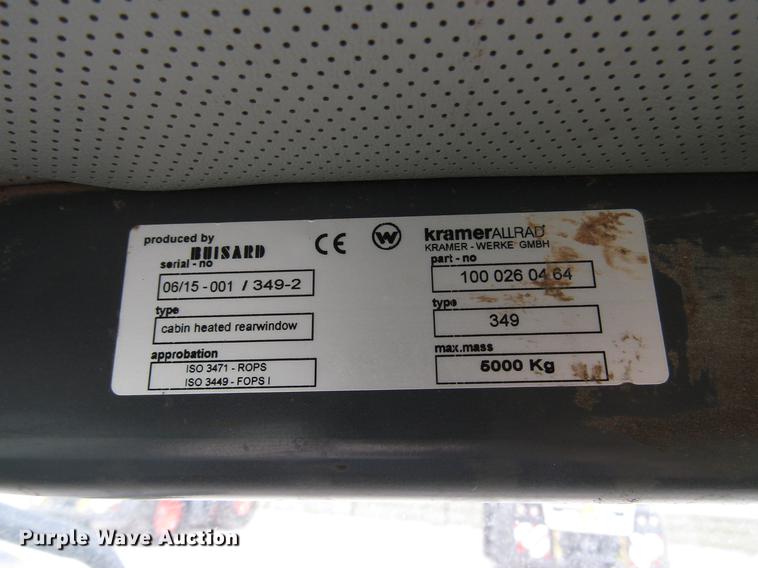 produced by
BUISARD
serial - no
06/15 - 001 / 349-2
type
cabin heated rearwindow
approbation
ISO 3471 - ROPS
ISO 3449 - FOPS I
CE
W
kramerALLRAD
KRAMER - WERKE GMBH
part - no
100 026 04 64
type
349
max.mass
5000 Kg
Purple Wave Auction